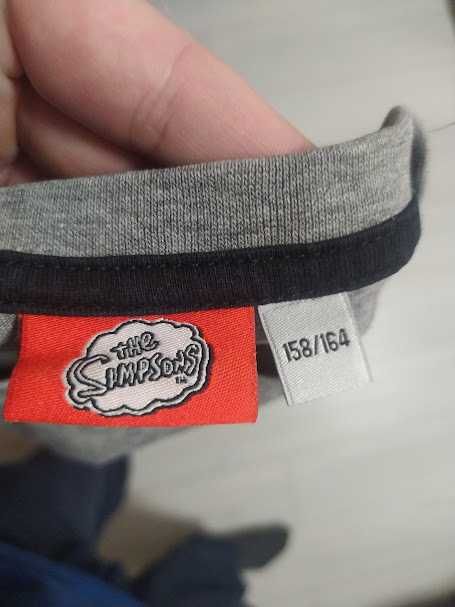 THE
SIMPSONS
TM
158/164